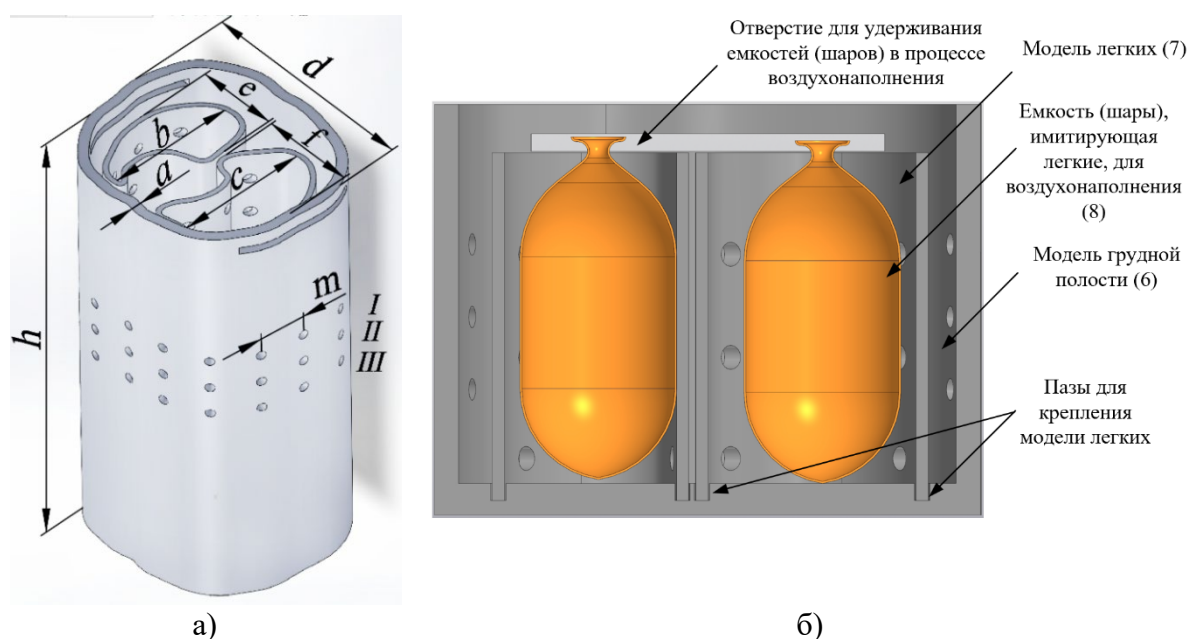 d
e
b
f
a
c
h
m
I
II
III
а)
Отверстие для удерживания
емкостей (шаров) в процессе
воздухонаполнения
Модель легких (7)
Емкость (шары),
имитирующая
легкие, для
воздухонаполнения
(8)
Модель грудной
полости (6)
Пазы для
крепления
модели легких
б)